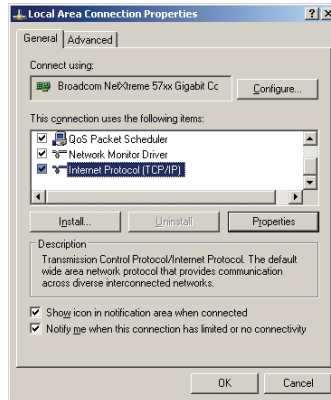 Local Area Connection Properties
General Advanced
Connect using:
Broadcom NetXtreme 57xx Gigabit Cc
Configure...
This connection uses the following items:
QoS Packet Scheduler
Network Monitor Driver
Internet Protocol (TCP/IP)
Install... Uninstall Properties
Description
Transmission Control Protocol/Internet Protocol. The default
wide area network protocol that provides communication
across diverse interconnected networks.
Show icon in notification area when connected
Notify me when this connection has limited or no connectivity
OK Cancel